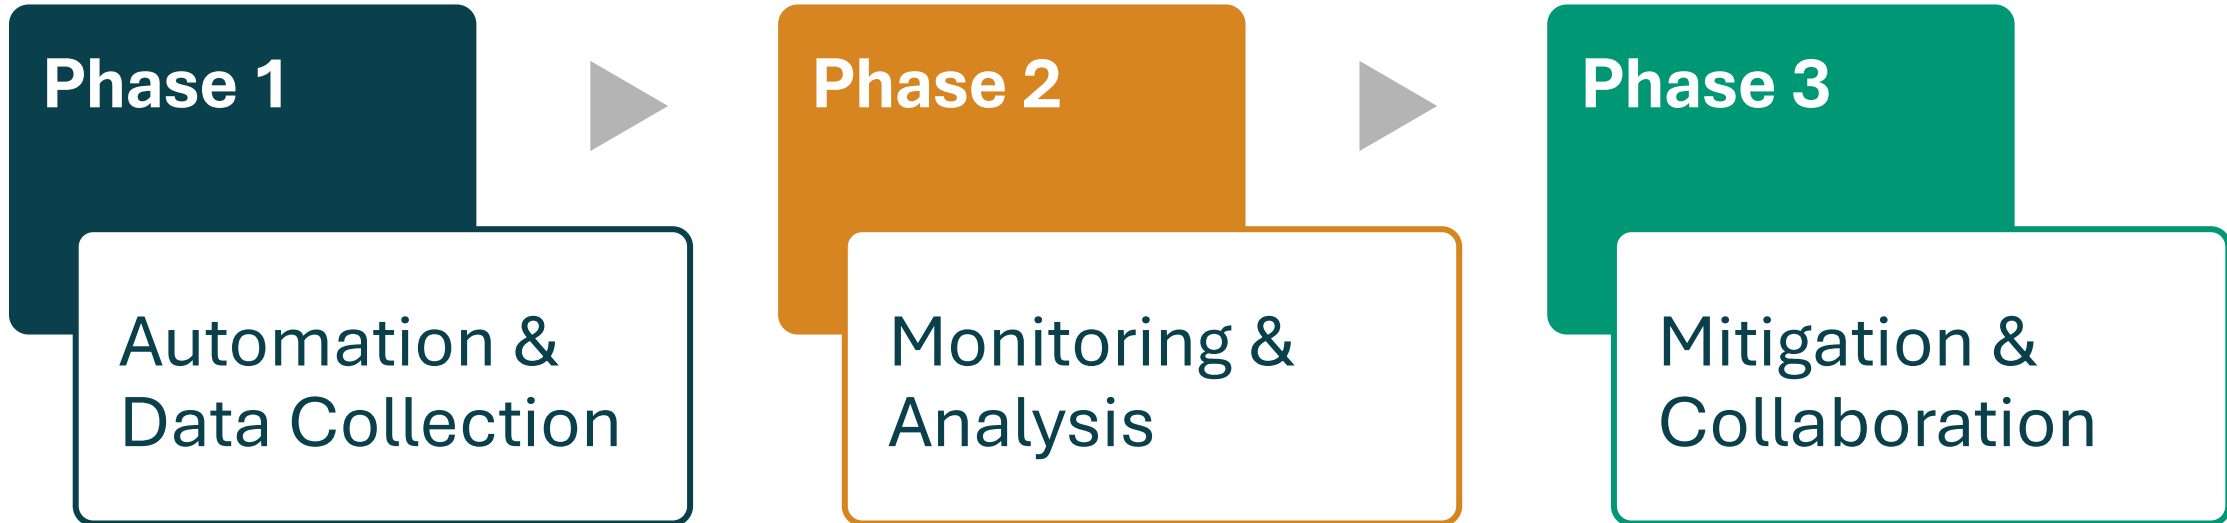 Phase 1
Automation &
Data Collection
Phase 2
Monitoring &
Analysis
Phase 3
Mitigation &
Collaboration